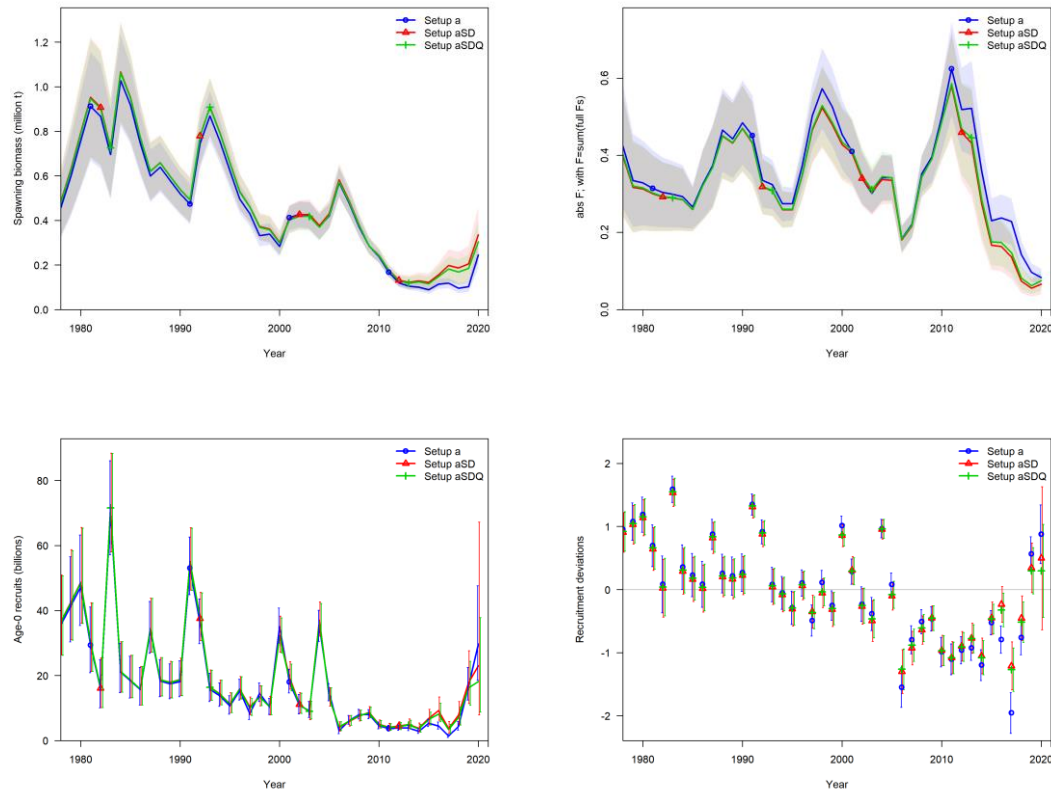 Setup a
Setup aSD
Setup aSDQ
Spawning biomass (million t)
1.2
1.0
0.8
0.6
0.4
0.2
0.0
1980 1990 2000 2010 2020
Year
Setup a
Setup aSD
Setup aSDQ
abs F; with F=sum(full Fs)
0.6
0.4
0.2
0.0
1980 1990 2000 2010 2020
Year
Setup a
Setup aSD
Setup aSDQ
Age-0 recruits (billions)
80
60
40
20
0
1980 1990 2000 2010 2020
Year
Setup a
Setup aSD
Setup aSDQ
Recruitment deviations
2
1
0
-1
-2
1980 1990 2000 2010 2020
Year